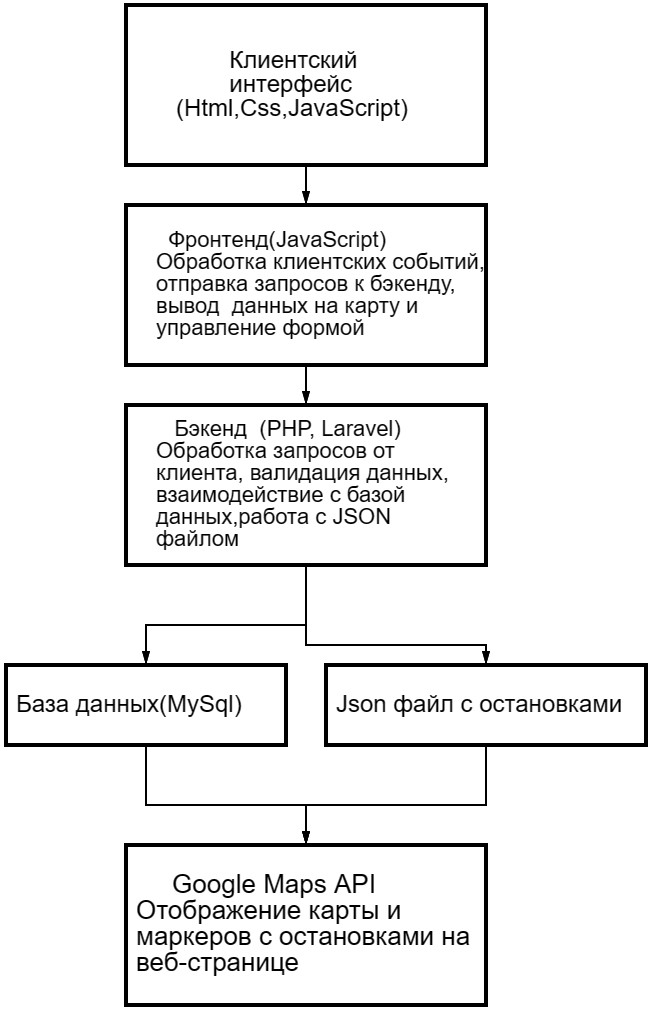 Клиентский
интерфейс
(Html,Css,JavaScript)
Фронтенд(JavaScript)
Обработка клиентских событий,
отправка запросов к бэкенду,
вывод  данных на карту и
управление формой
Бэкенд  (PHP, Laravel)
Обработка запросов от
клиента, валидация данных,
взаимодействие с базой
данных,работа с JSON
файлом
База данных(MySql)
Json файл с остановками
Google Maps API
Отображение карты и
маркеров с остановками на
веб-странице